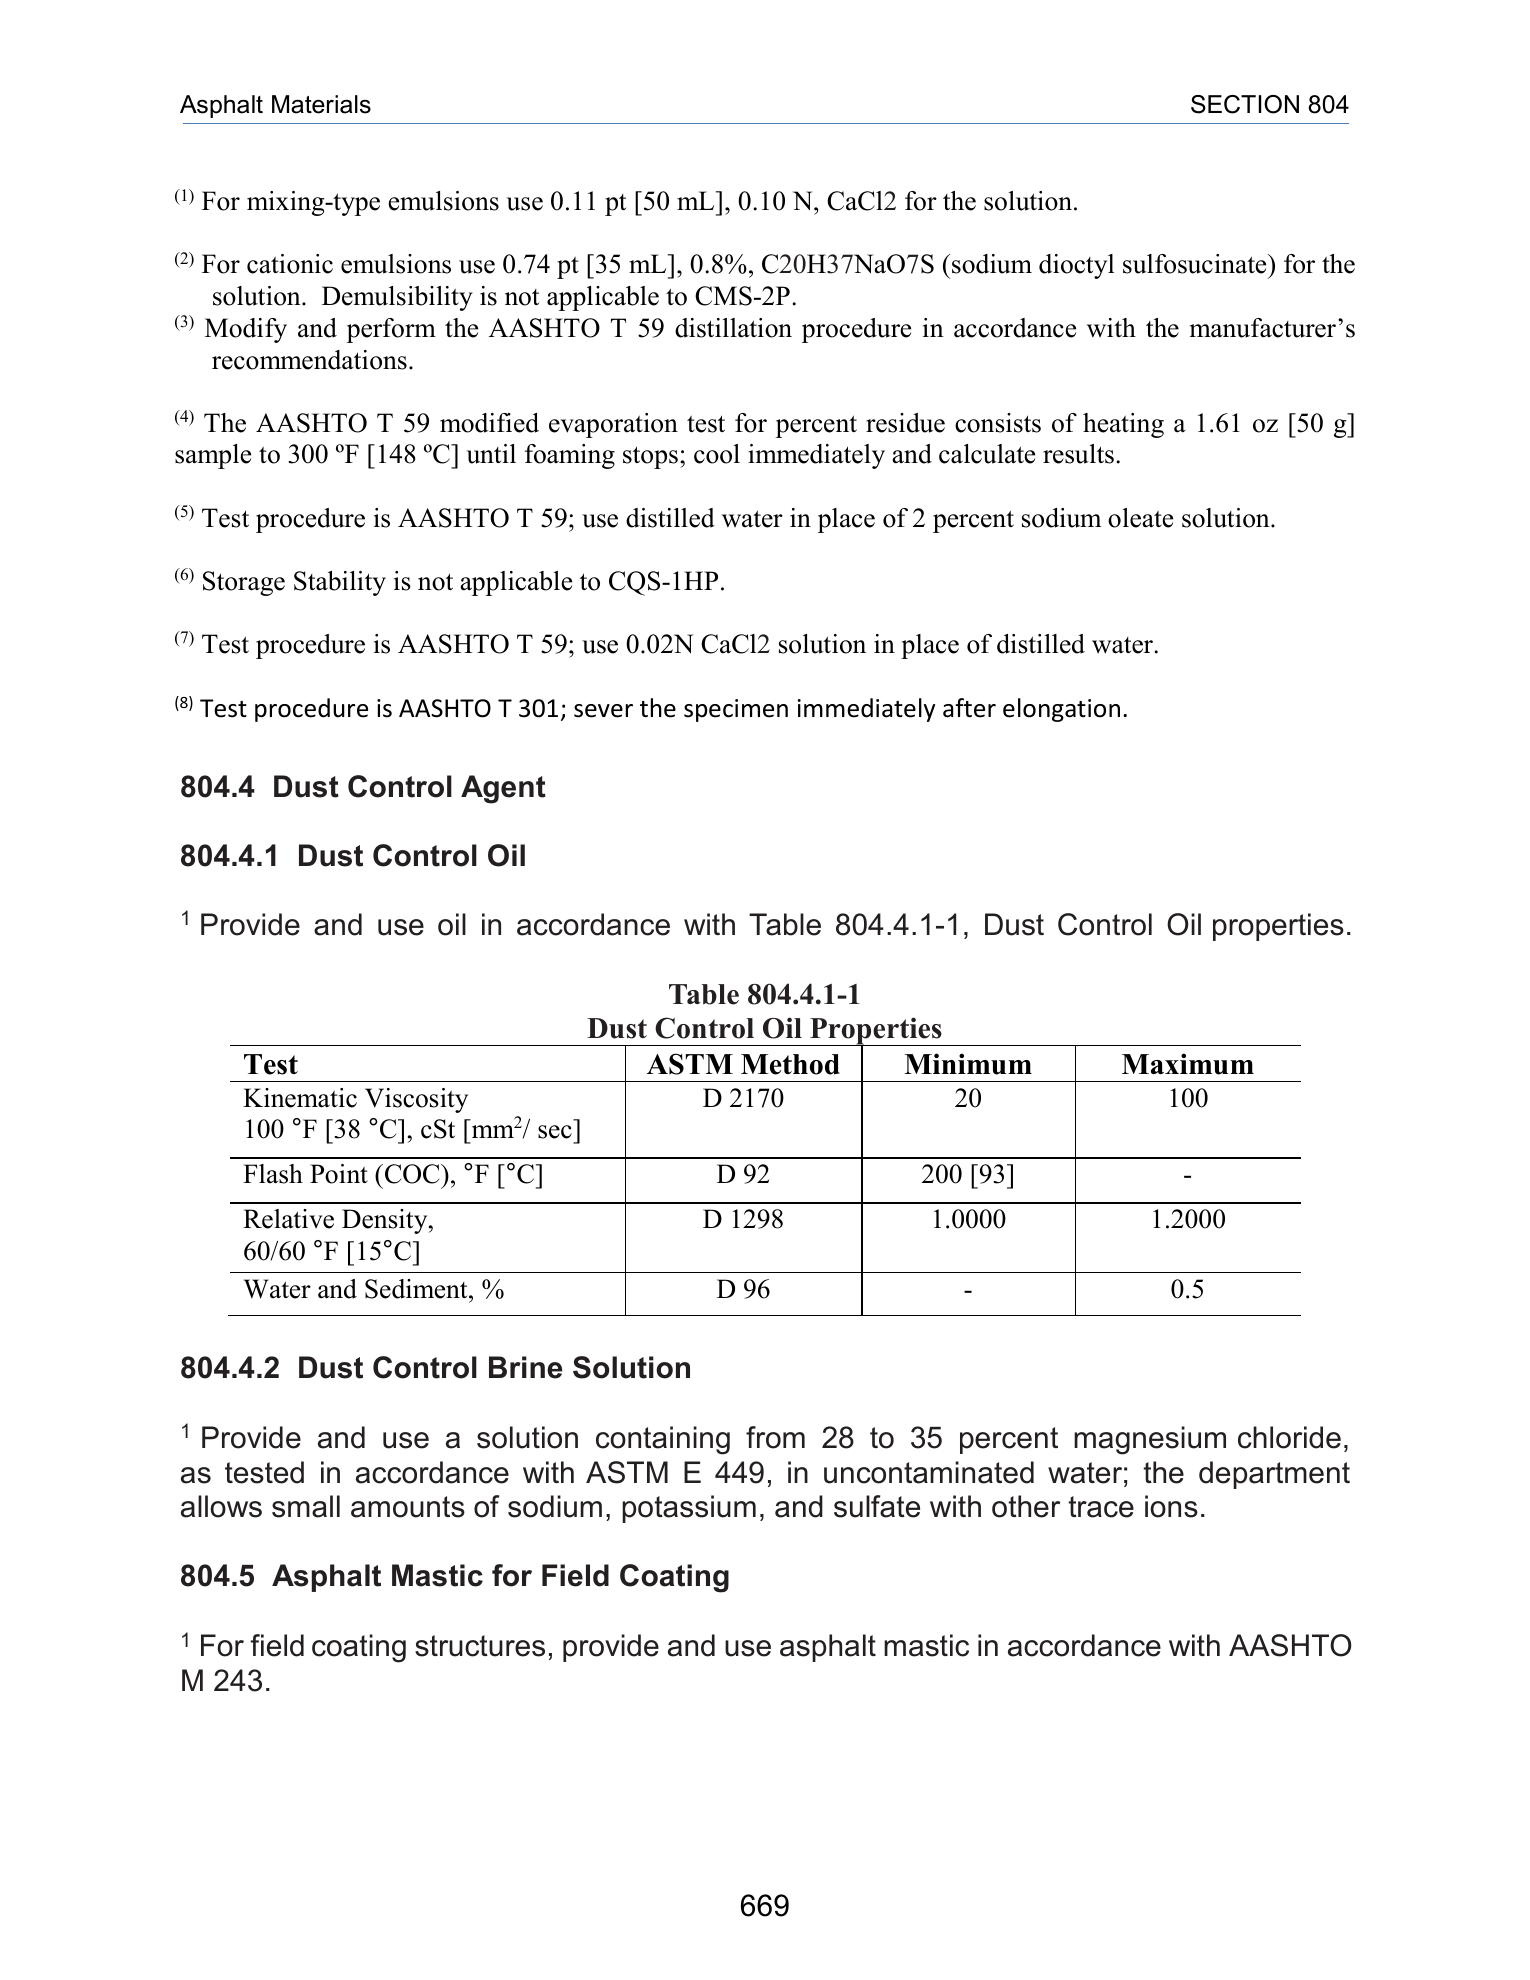 Asphalt Materials SECTION 804
(1) For mixing-type emulsions use 0.11 pt [50 mL], 0.10 N, CaCl2 for the solution.
(2) For cationic emulsions use 0.74 pt [35 mL], 0.8%, C20H37NaO7S (sodium dioctyl sulfosucinate) for the
solution. Demulsibility is not applicable to CMS-2P.
(3) Modify and perform the AASHTO T 59 distillation procedure in accordance with the manufacturer’s
recommendations.
(4) The AASHTO T 59 modified evaporation test for percent residue consists of heating a 1.61 oz [50 g]
sample to 300 ºF [148 ºC] until foaming stops; cool immediately and calculate results.
(5) Test procedure is AASHTO T 59; use distilled water in place of 2 percent sodium oleate solution.
(6) Storage Stability is not applicable to CQS-1HP.
(7) Test procedure is AASHTO T 59; use 0.02N CaCl2 solution in place of distilled water.
(8) Test procedure is AASHTO T 301; sever the specimen immediately after elongation.
804.4 Dust Control Agent
804.4.1 Dust Control Oil
1 Provide and use oil in accordance with Table 804.4.1-1, Dust Control Oil properties.
Table 804.4.1-1
Dust Control Oil Properties
Test ASTM Method Minimum Maximum
Kinematic Viscosity D 2170 20 100
100 °F [38 °C], cSt [mm2/ sec]
Flash Point (COC), °F [°C] D 92 200 [93] -
Relative Density, D 1298 1.0000 1.2000
60/60 °F [15°C]
Water and Sediment, % D 96 - 0.5
804.4.2 Dust Control Brine Solution
1 Provide and use a solution containing from 28 to 35 percent magnesium chloride,
as tested in accordance with ASTM E 449, in uncontaminated water; the department
allows small amounts of sodium, potassium, and sulfate with other trace ions.
804.5 Asphalt Mastic for Field Coating
1 For field coating structures, provide and use asphalt mastic in accordance with AASHTO
M 243.
669